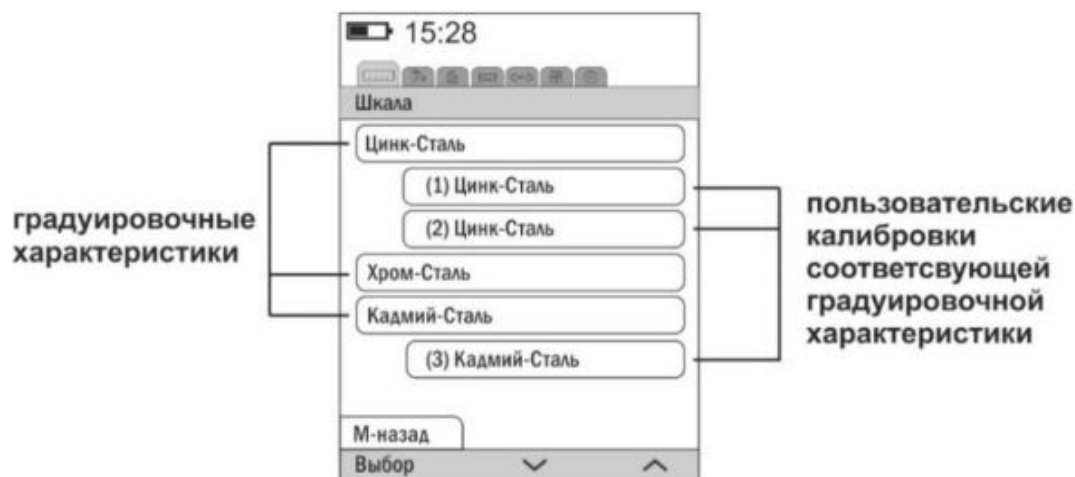 15:28
Шкала
Цинк-Сталь
(1) Цинк-Сталь
(2) Цинк-Сталь
Хром-Сталь
Кадмий-Сталь
(3) Кадмий-Сталь
М-назад
Выбор
градуировочные
характеристики
пользовательские
калибровки
соответсвующей
градуировочной
характеристики